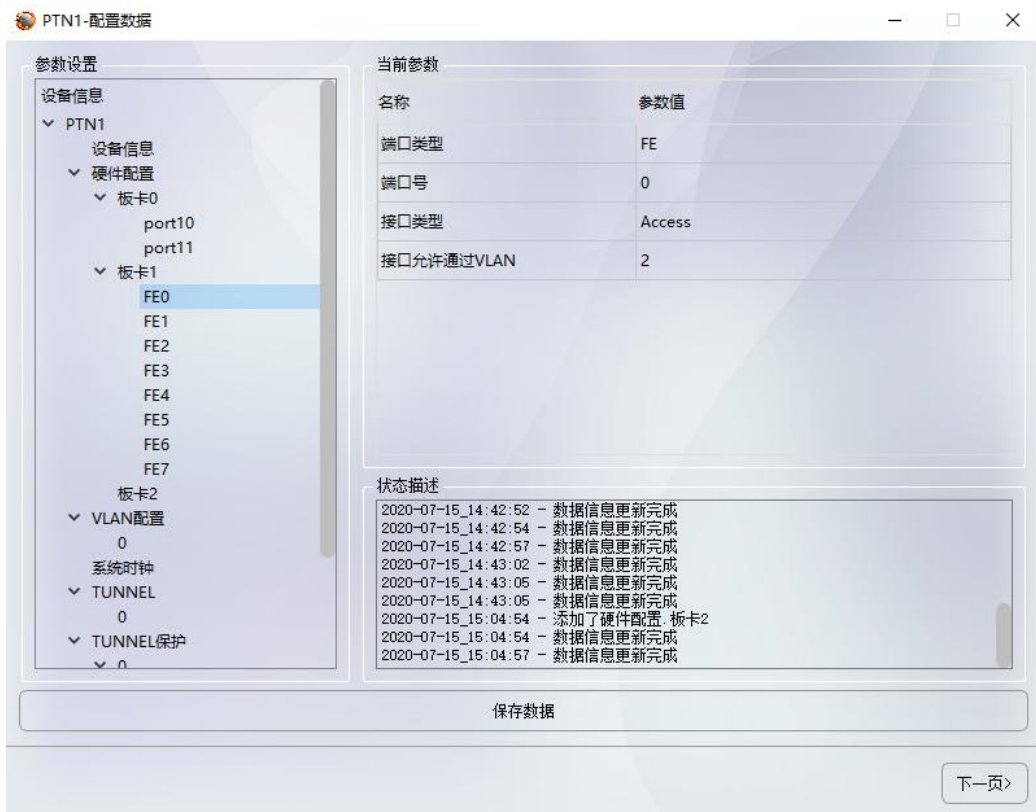 PTN1-配置数据
参数设置
设备信息
PTN1
设备信息
硬件配置
板卡0
port10
port11
板卡1
FE0
FE1
FE2
FE3
FE4
FE5
FE6
FE7
板卡2
VLAN配置
0
系统时钟
TUNNEL
0
TUNNEL保护
0
当前参数
名称 参数值
端口类型 FE
端口号 0
接口类型 Access
接口允许通过VLAN 2
状态描述
2020-07-15_14:42:52 - 数据信息更新完成
2020-07-15_14:42:54 - 数据信息更新完成
2020-07-15_14:42:57 - 数据信息更新完成
2020-07-15_14:43:02 - 数据信息更新完成
2020-07-15_14:43:05 - 数据信息更新完成
2020-07-15_14:43:05 - 数据信息更新完成
2020-07-15_15:04:54 - 添加了硬件配置.板卡2
2020-07-15_15:04:54 - 数据信息更新完成
2020-07-15_15:04:57 - 数据信息更新完成
保存数据
下一页>